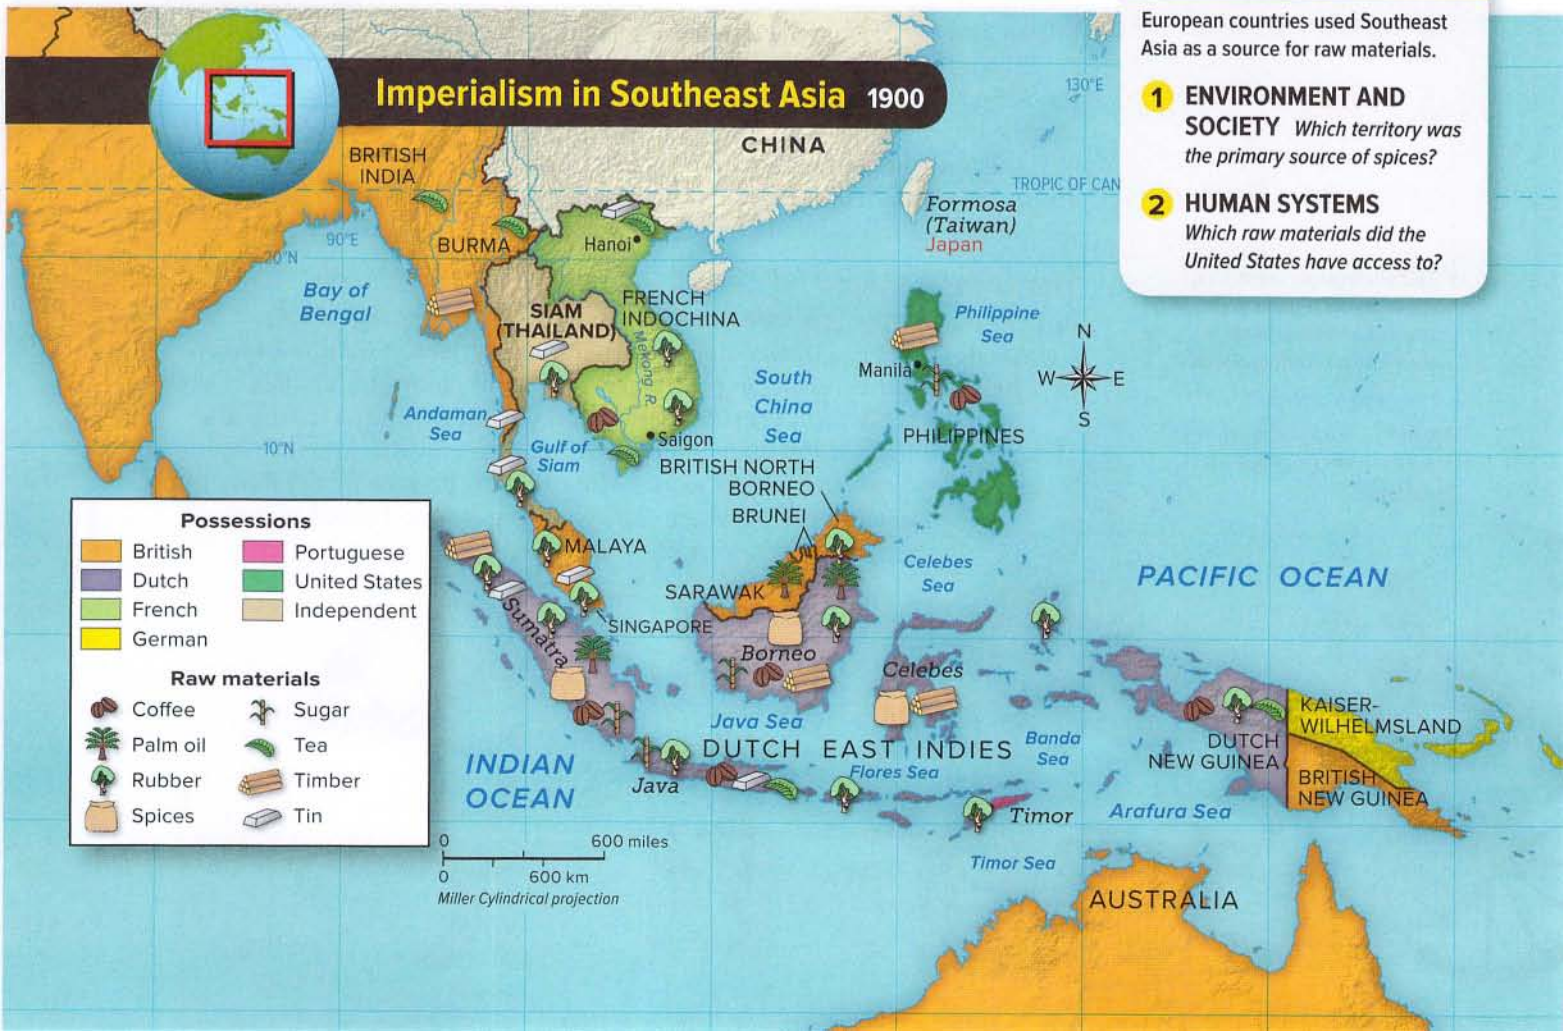 European countries used Southeast
Asia as a source for raw materials.
1 ENVIRONMENT AND
SOCIETY Which territory was
the primary source of spices?
2 HUMAN SYSTEMS
Which raw materials did the
United States have access to?
Imperialism in Southeast Asia 1900
130°E
CHINA
BRITISH
INDIA
TROPIC OF CAN
Formosa
(Taiwan)
Japan
90°E
20°N
BURMA
Hanoi
Bay of
Bengal
SIAM
(THAILAND)
FRENCH
INDOCHINA
Mekong R.
Philippine
Sea
N
W
E
S
Manila
South
China
Sea
Andaman
Sea
Gulf of
Siam
10°N
Saigon
PHILIPPINES
BRITISH NORTH
BORNEO
BRUNEI
MALAYA
Celebes
Sea
PACIFIC OCEAN
SARAWAK
SINGAPORE
Sumatra
Borneo
Celebes
Java Sea
DUTCH EAST INDIES
Flores Sea
Banda
Sea
DUTCH
NEW GUINEA
KAISER-
WILHELMSLAND
BRITISH
NEW GUINEA
INDIAN
OCEAN
Java
Timor
Arafura Sea
Timor Sea
AUSTRALIA
Possessions
British
Portuguese
Dutch
United States
French
Independent
German
Raw materials
Coffee
Sugar
Palm oil
Tea
Rubber
Timber
Spices
Tin
0
600 miles
0
600 km
Miller Cylindrical projection